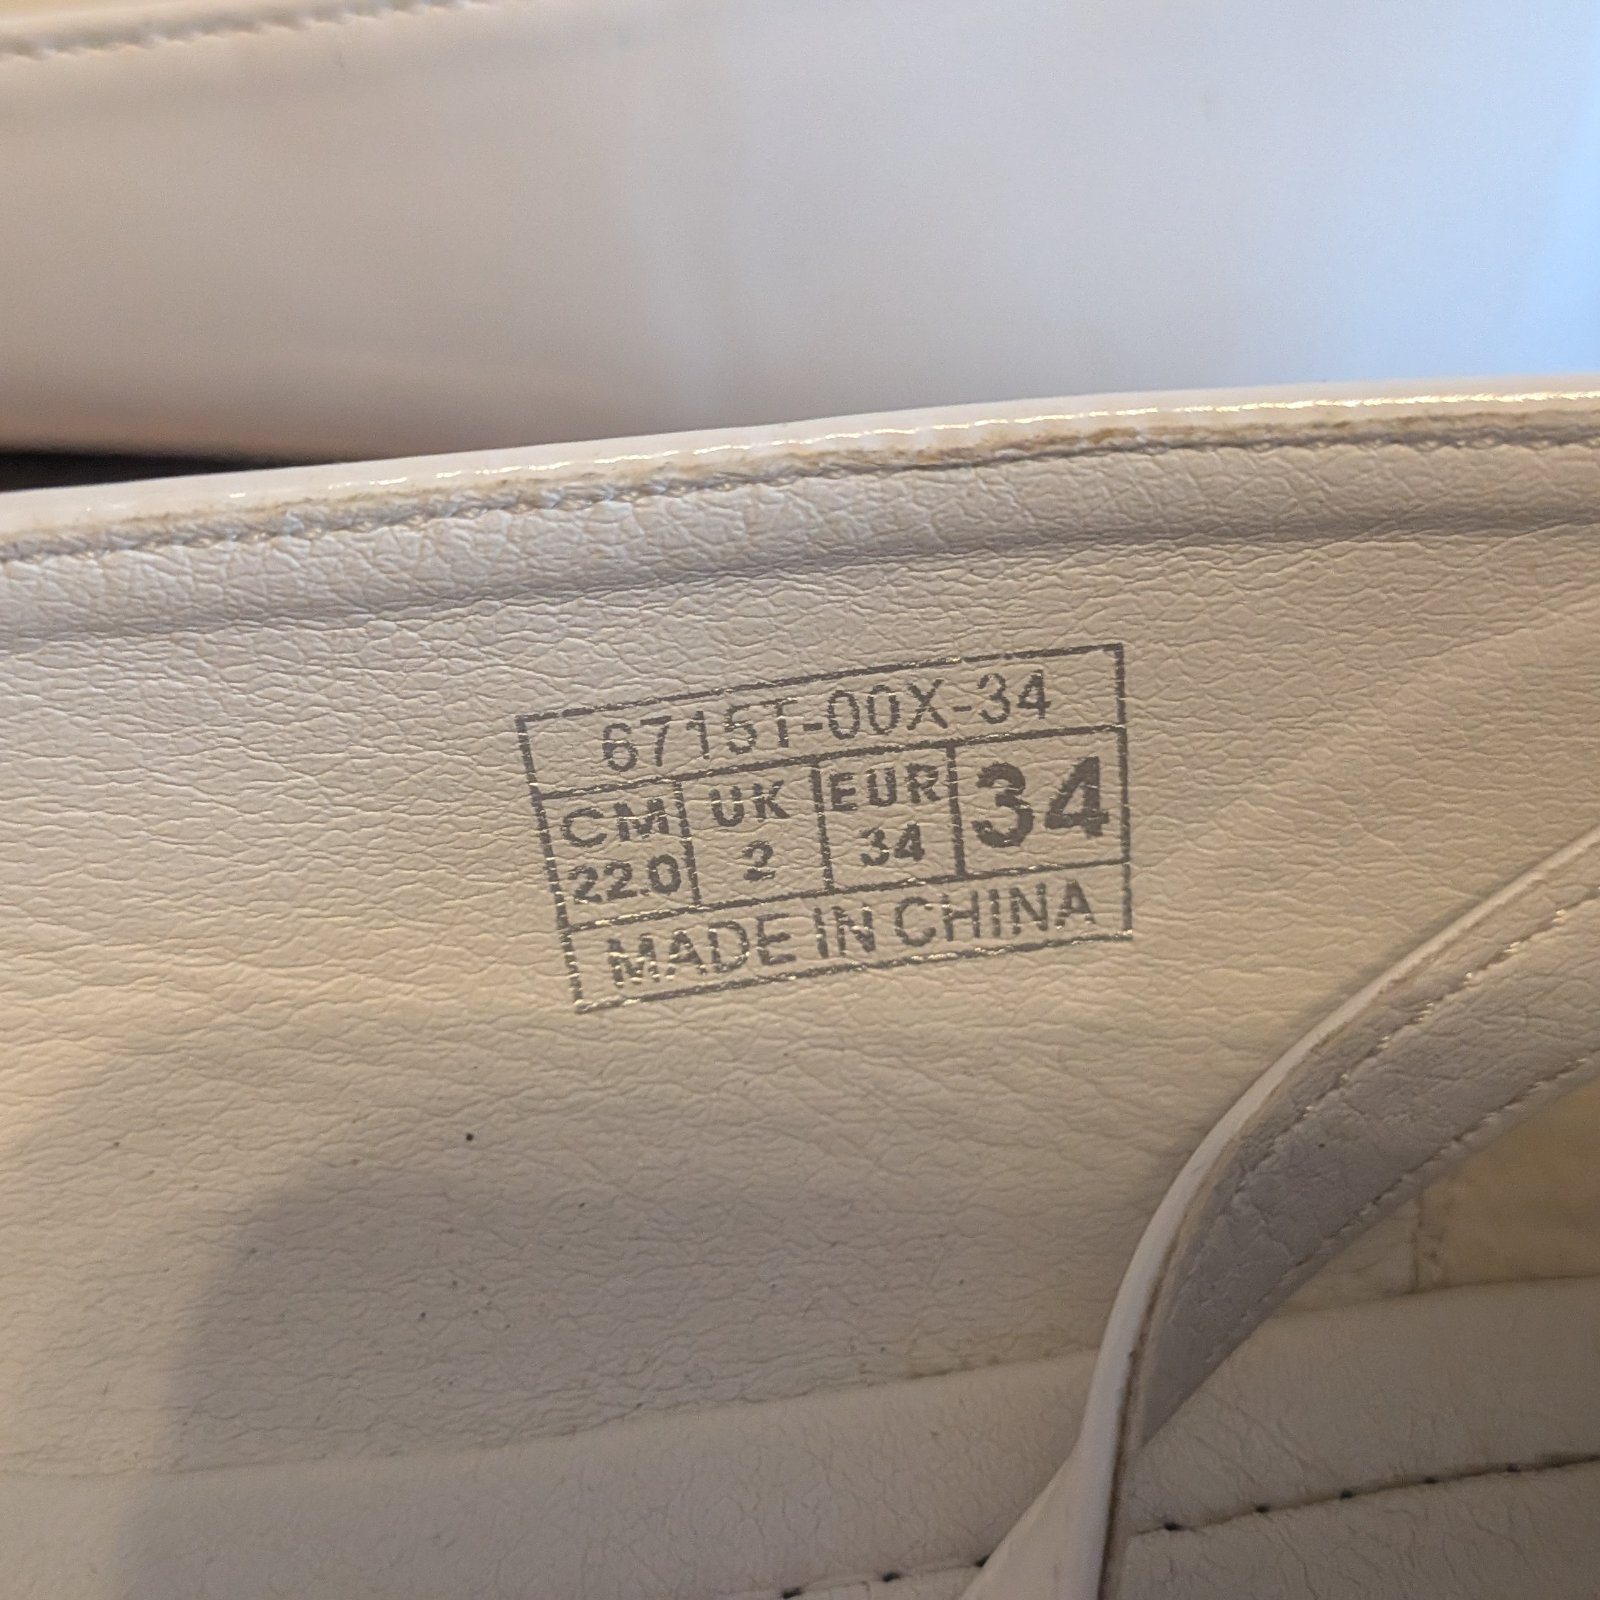 6715T-00X-34
CM UK EUR 34
22.0 2 34
MADE IN CHINA